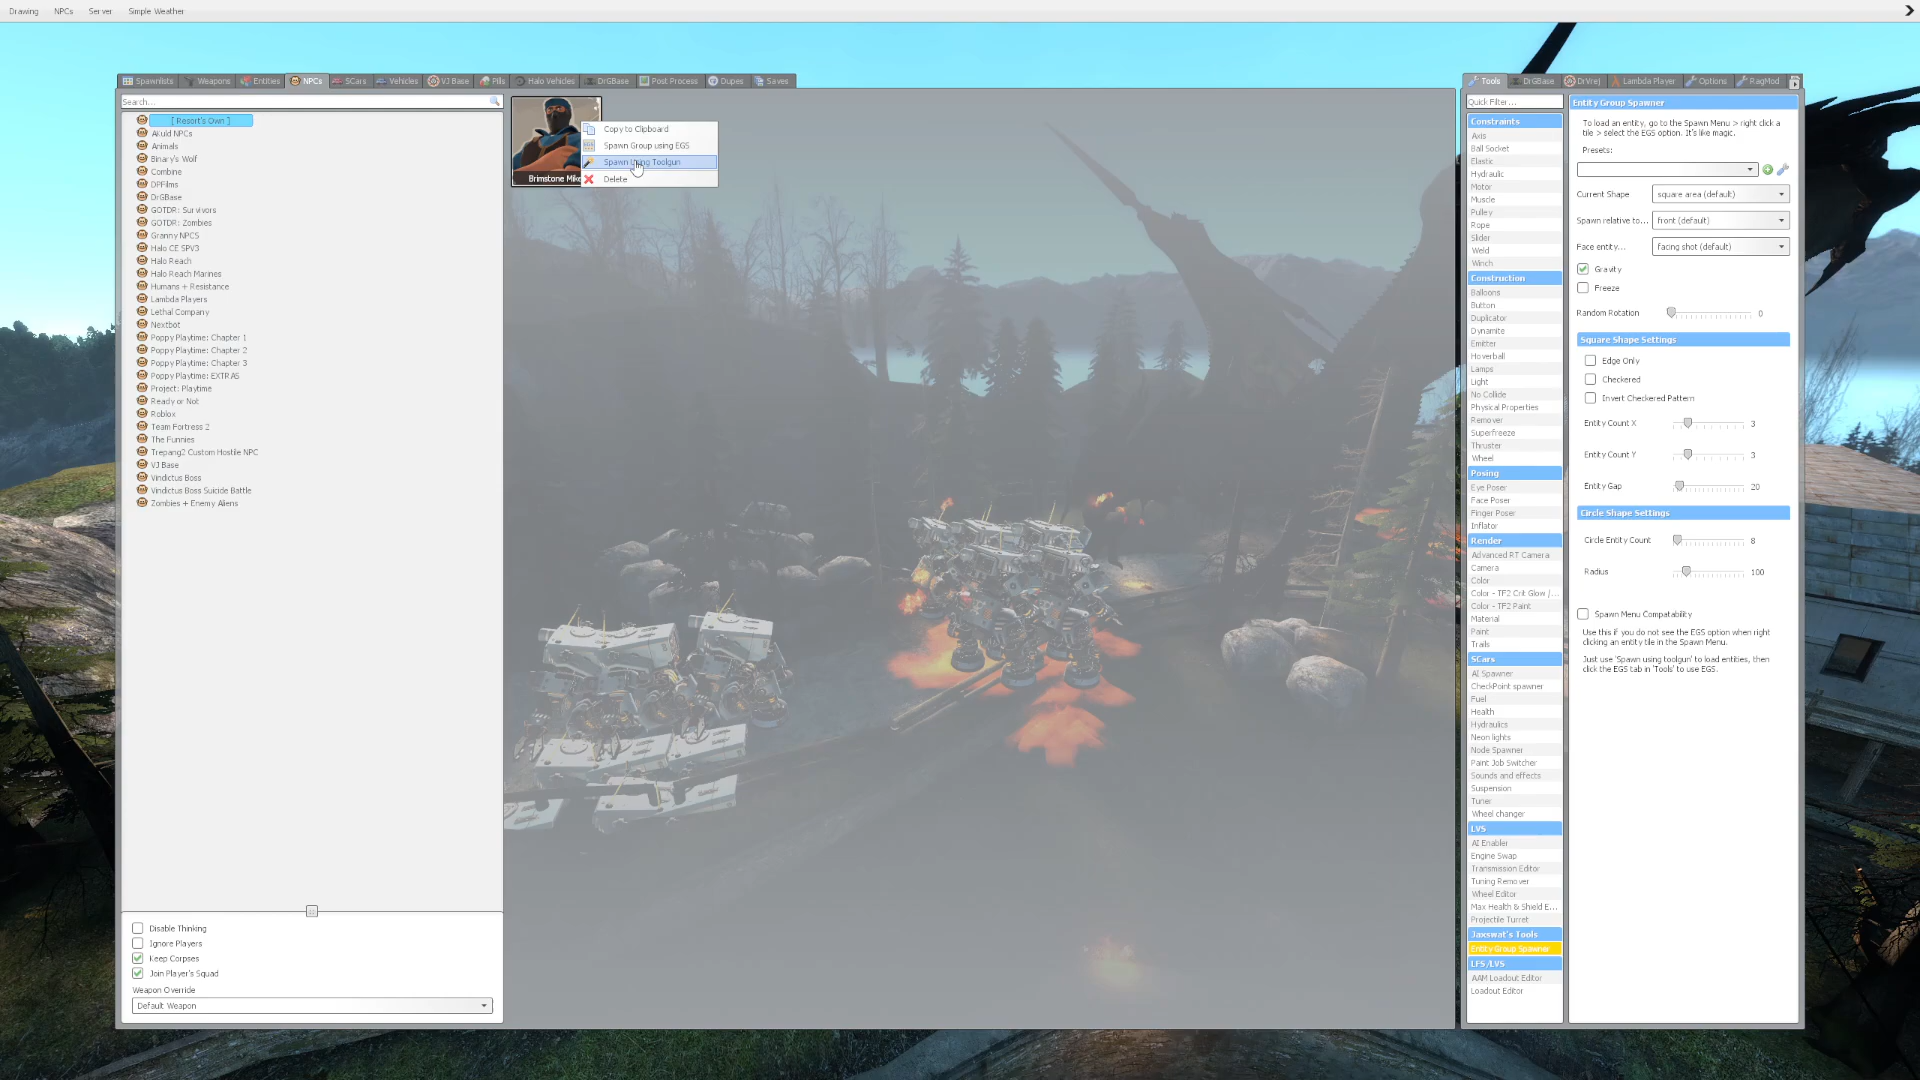 Drawing NPCs Server Simple Weather
Spawnlists Weapons Entities NPCs SCars Vehicles VJ Base Pills Halo Vehicles DrGBase Post Process Dupes Saves
Search...
[ Resort's Own ]
AKuld NPCs
Animals
Binary's Wolf
Combine
DPFilms
DrGBase
GOTDR: Survivors
GOTDR: Zombies
Granny NPCS
Halo CE SPV3
Halo Reach
Halo Reach Marines
Humans + Resistance
Lambda Players
Lethal Company
Nextbot
Poppy Playtime: Chapter 1
Poppy Playtime: Chapter 2
Poppy Playtime: Chapter 3
Poppy Playtime: EXTRAS
Project: Playtime
Ready or Not
Roblox
Team Fortress 2
The Funnies
Trepang2 Custom Hostile NPC
VJ Base
Vindictus Boss
Vindictus Boss Suicide Battle
Zombies + Enemy Aliens
Disable Thinking
Ignore Players
Keep Corpses
Join Player's Squad
Weapon Override
Default Weapon
Brimstone Mike
Copy to Clipboard
Spawn Group using EGS
Spawn Using Toolgun
Delete
Tools DrGBase DrVrej Lambda Player Options RagMod
Quick Filter...
Constraints
Axis
Ball Socket
Elastic
Hydraulic
Motor
Muscle
Pulley
Rope
Slider
Weld
Winch
Construction
Balloons
Button
Duplicator
Dynamite
Emitter
Hoverball
Lamps
Light
No Collide
Physical Properties
Remover
Superfreeze
Thruster
Wheel
Posing
Eye Poser
Face Poser
Finger Poser
Inflator
Render
Advanced RT Camera
Camera
Color
Color - TF2 Crit Glow /...
Color - TF2 Paint
Material
Paint
Trails
SCars
AI Spawner
CheckPoint spawner
Fuel
Health
Hydraulics
Neon lights
Node Spawner
Paint Job Switcher
Sounds and effects
Suspension
Tuner
Wheel changer
LVS
AI Enabler
Engine Swap
Transmission Editor
Tuning Remover
Wheel Editor
Max Health & Shield E...
Projectile Turret
Jaxswat's Tools
Entity Group Spawner
LFS/LVS
AAM Loadout Editor
Loadout Editor
Entity Group Spawner
To load an entity, go to the Spawn Menu > right click a
tile > select the EGS option. It's like magic.
Presets:
Current Shape square area (default)
Spawn relative to... front (default)
Face entity... facing shot (default)
Gravity
Freeze
Random Rotation 0
Square Shape Settings
Edge Only
Checkered
Invert Checkered Pattern
Entity Count X 3
Entity Count Y 3
Entity Gap 20
Circle Shape Settings
Circle Entity Count 8
Radius 100
Spawn Menu Compatability
Use this if you do not see the EGS option when right
clicking an entity tile in the Spawn Menu.
Just use 'Spawn using toolgun' to load entities, then
click the EGS tab in 'Tools' to use EGS.